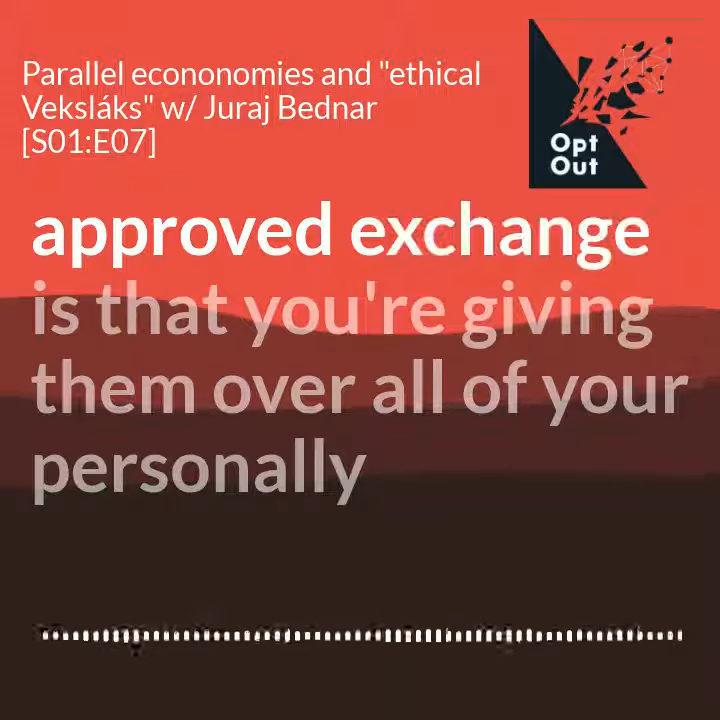 Parallel econonomies and "ethical
Veksláks" w/ Juraj Bednar
[S01:E07]
Opt
Out
approved exchange
is that you're giving
them over all of your
personally